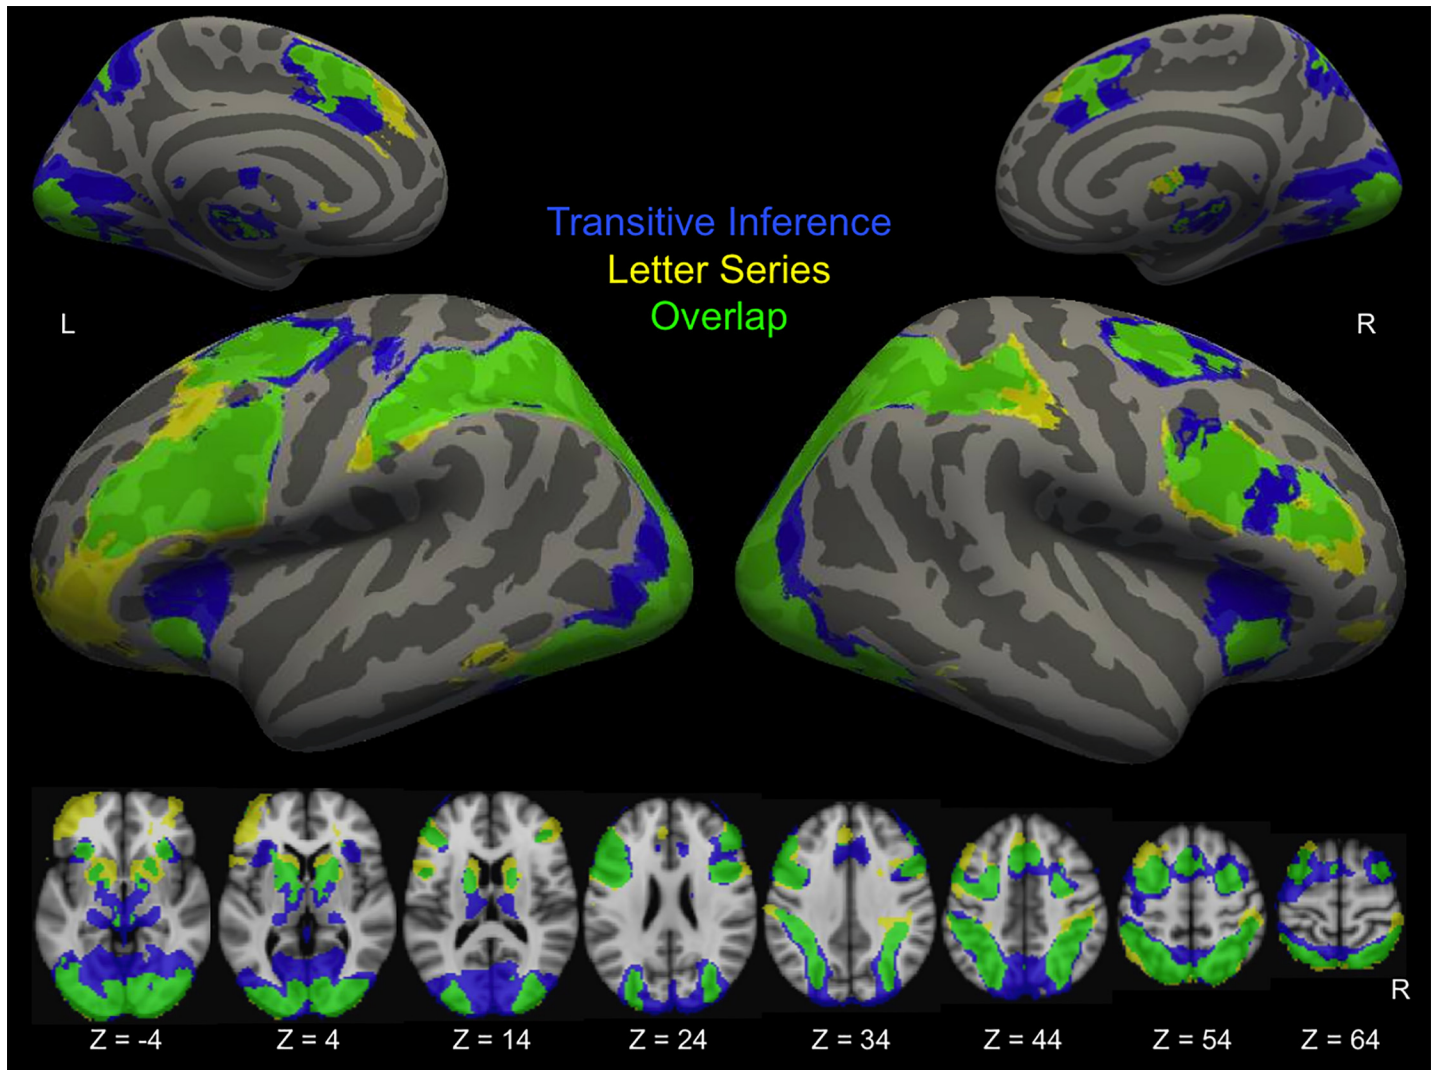 Transitive Inference
Letter Series
Overlap
L
R
R
Z = -4
Z = 4
Z = 14
Z = 24
Z = 34
Z = 44
Z = 54
Z = 64